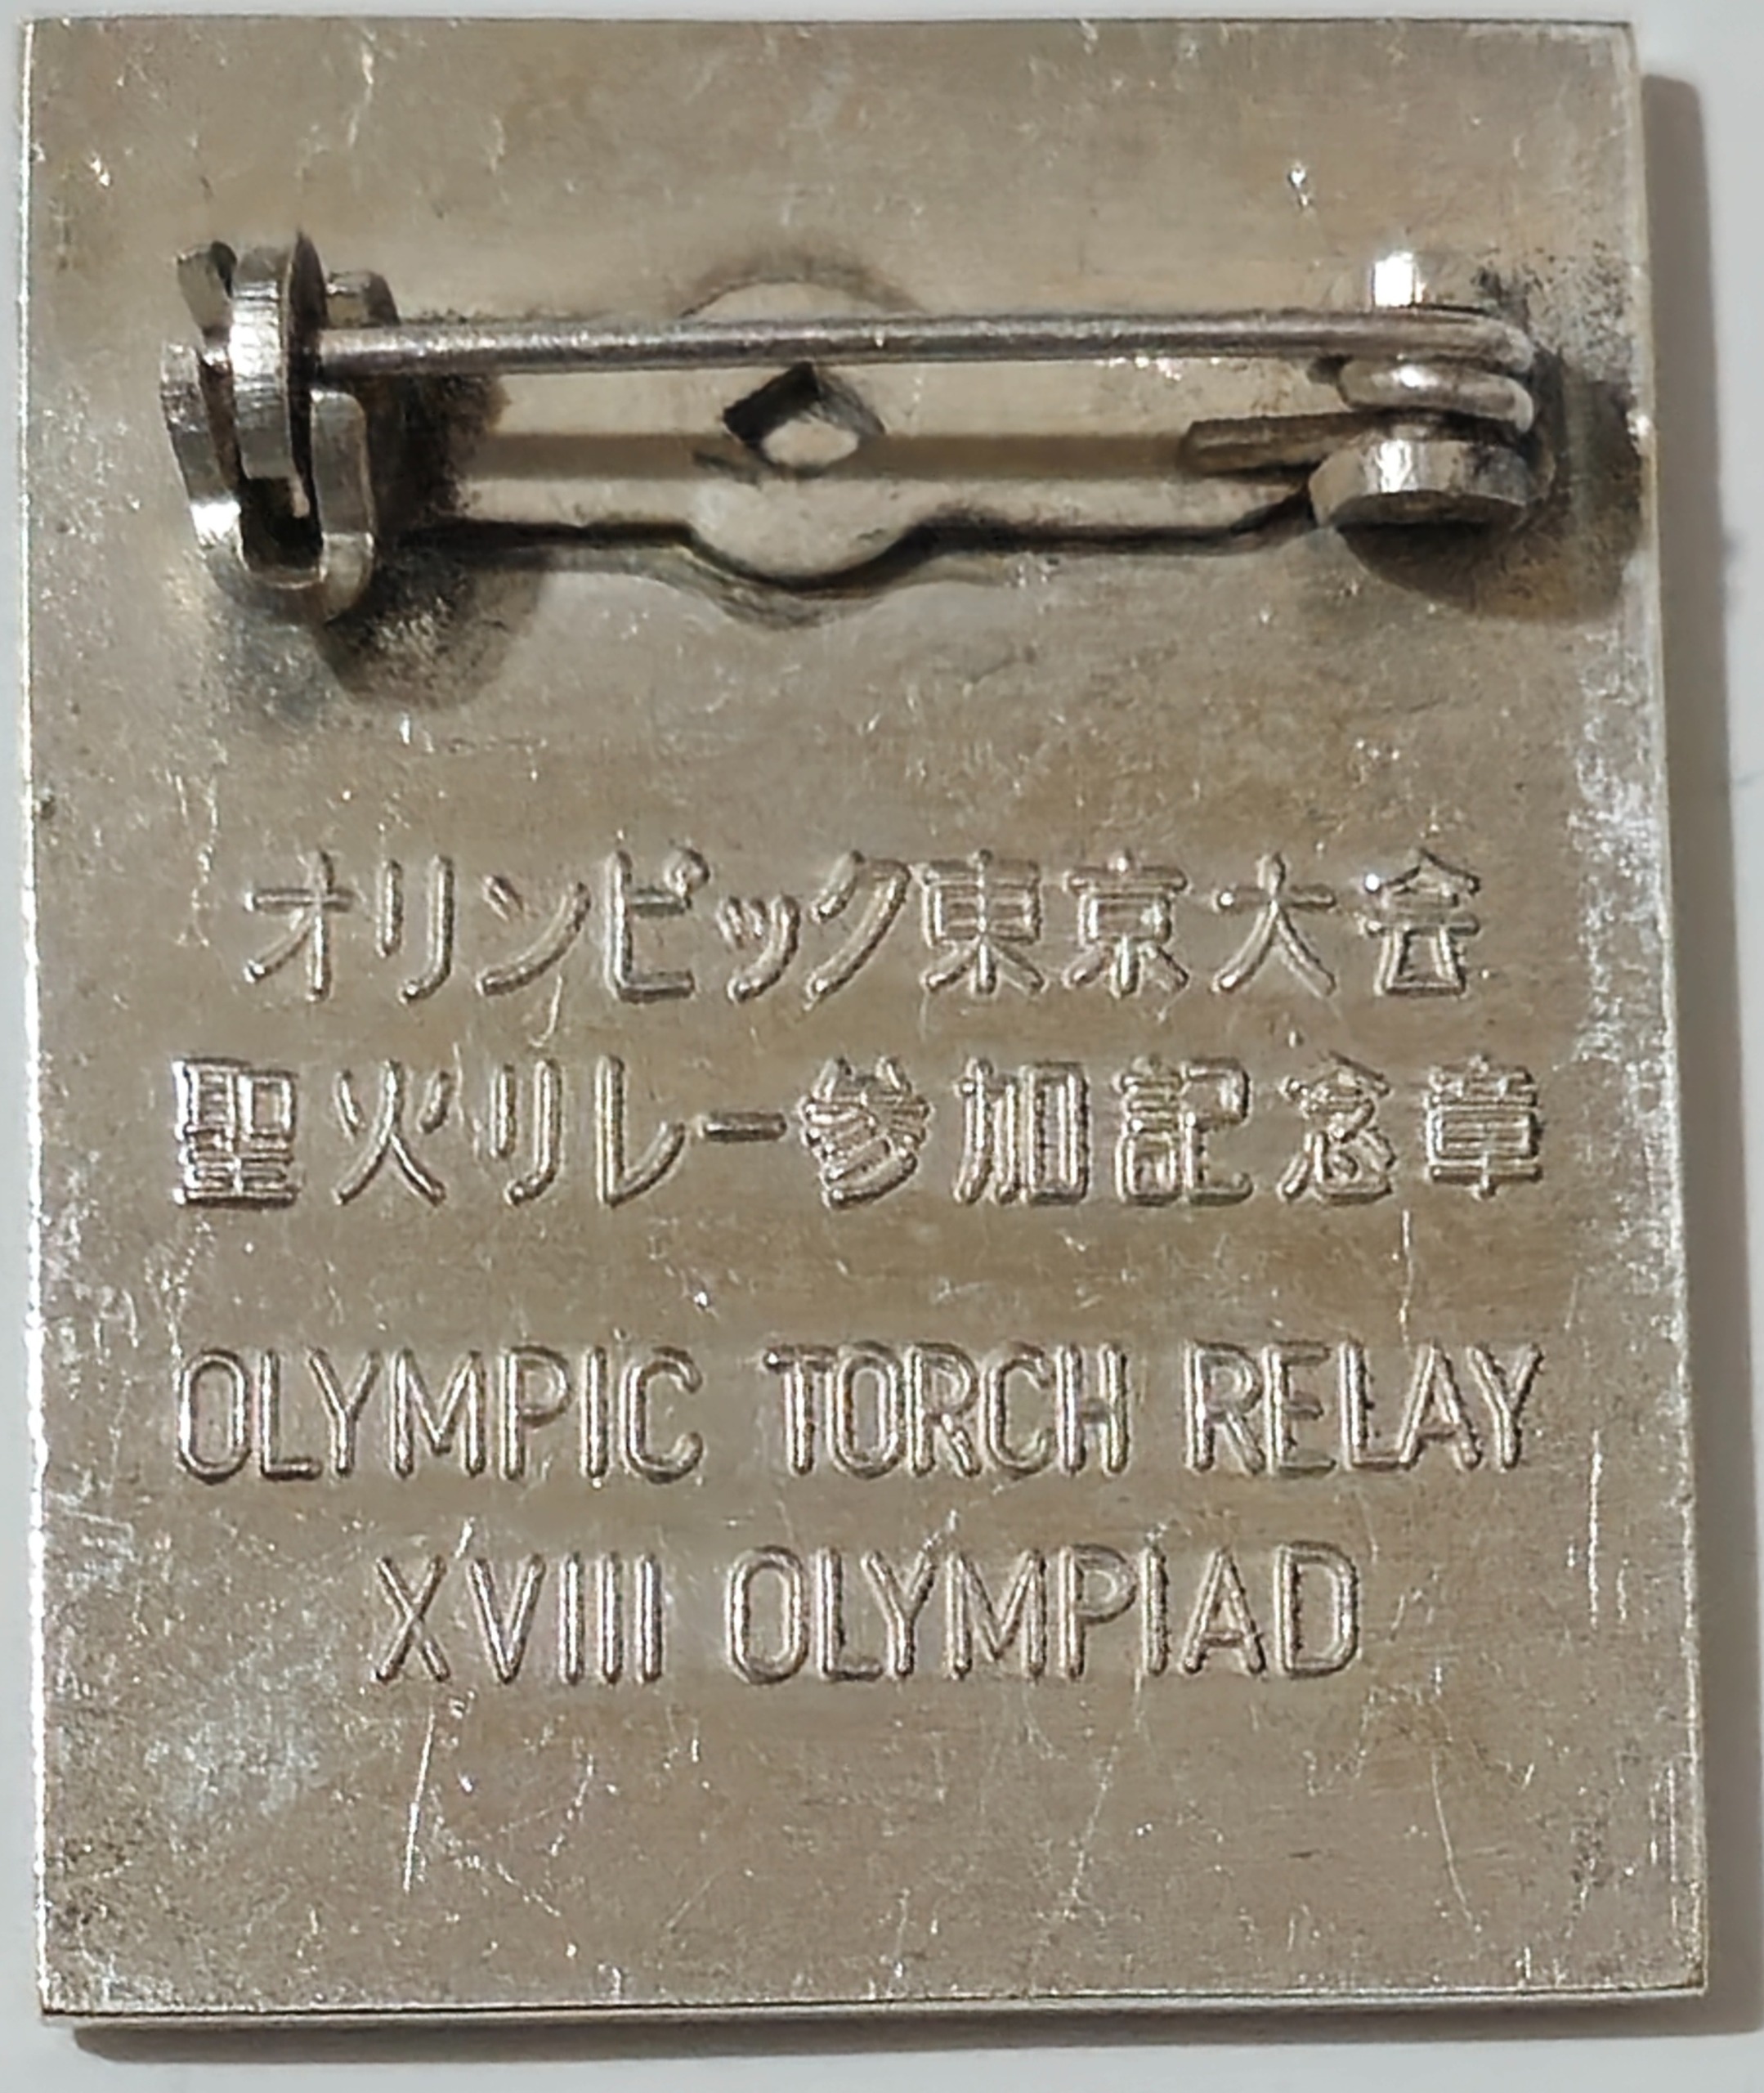 オリンピック東京大会
聖火リレー参加記念章
OLYMPIC TORCH RELAY
XVIII OLYMPIAD